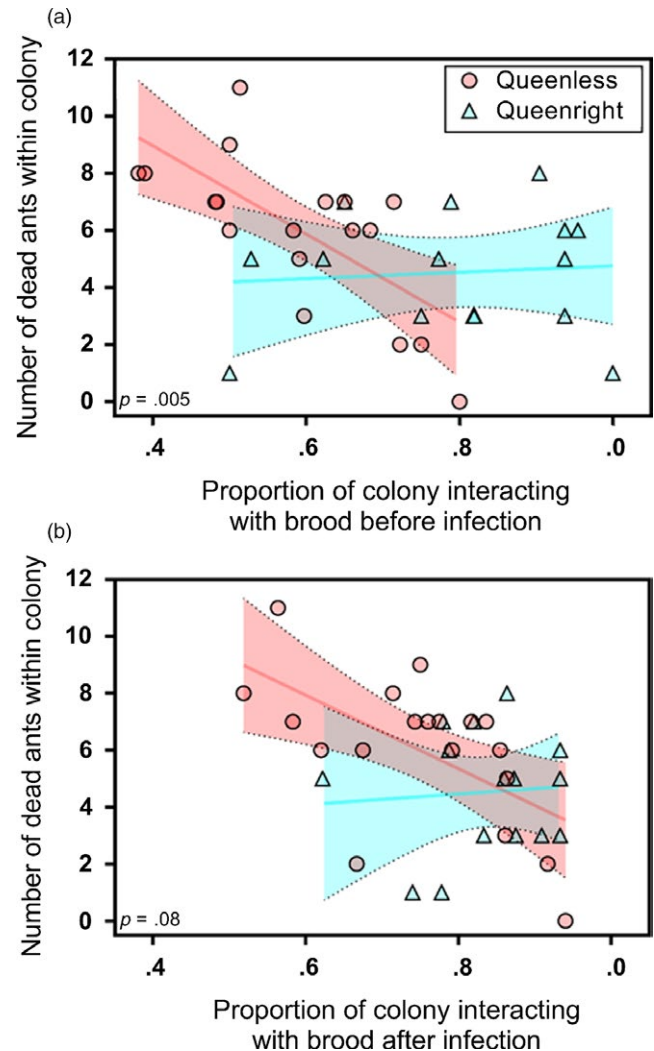 (a)
12
10
8
6
4
2
0
Number of dead ants within colony
Queenless
Queenright
p = .005
.4
.6
.8
.0
Proportion of colony interacting
with brood before infection
(b)
12
10
8
6
4
2
0
Number of dead ants within colony
p = .08
.4
.6
.8
.0
Proportion of colony interacting
with brood after infection